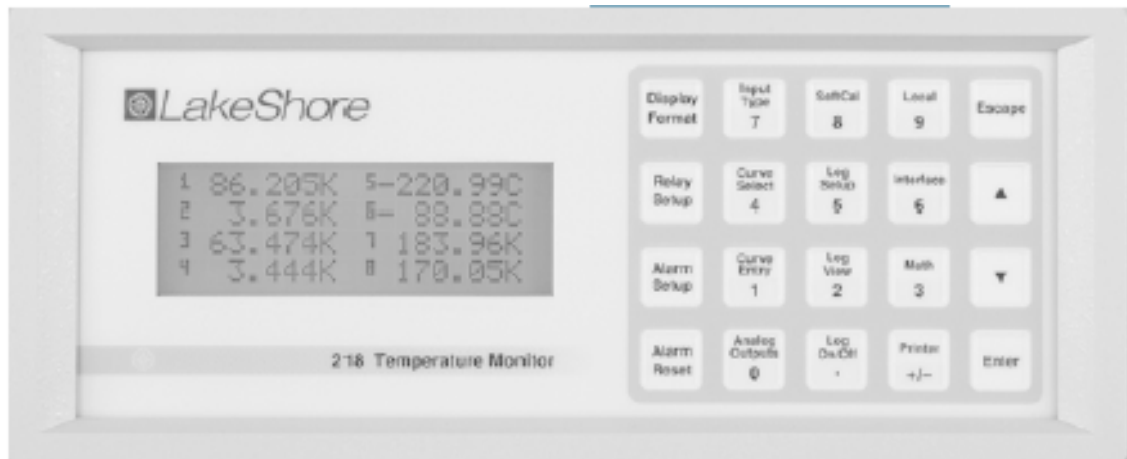 LakeShore
1 86.205K 5-220.99C
2 3.676K 6- 88.88C
3 63.474K 7 183.96K
4 3.444K 8 170.05K
218 Temperature Monitor
Display Format
Input Type 7
SoftCal 8
Local 9
Escape
Relay Setup
Curve Select 4
Log Setup 5
Interface 6
▲
Alarm Setup
Curve Entry 1
Log View 2
Math 3
▼
Alarm Reset
Analog Outputs 0
Log On/Off .
Printer +/−
Enter